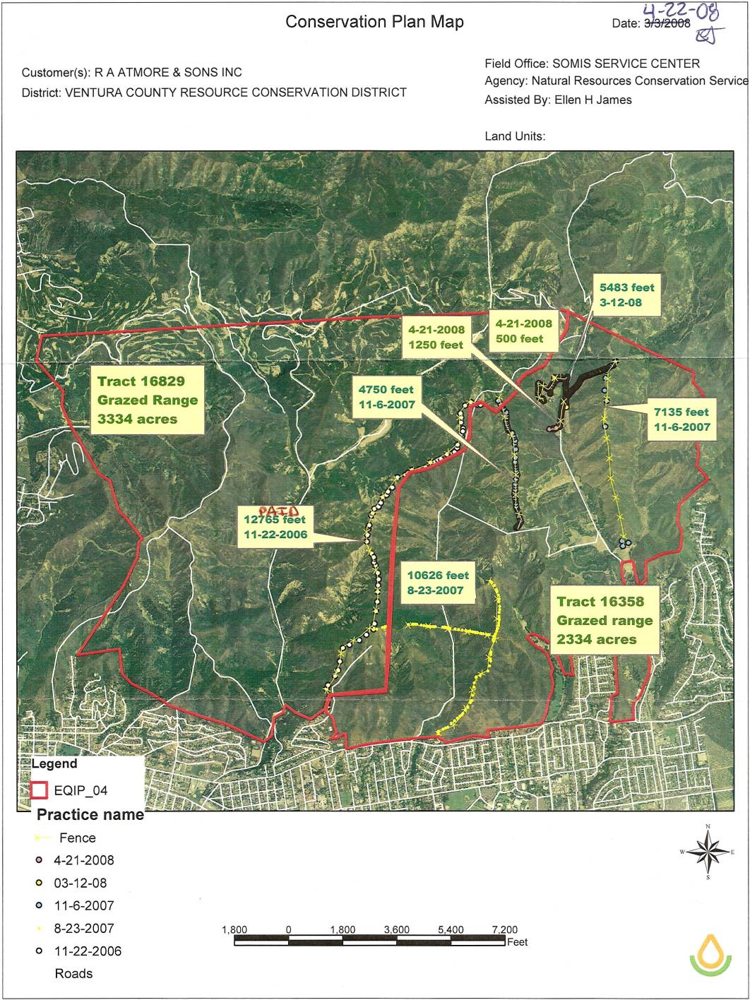 Conservation Plan Map
4-22-08
Date: 3/3/2008
Customer(s): R A ATMORE & SONS INC
District: VENTURA COUNTY RESOURCE CONSERVATION DISTRICT
Field Office: SOMIS SERVICE CENTER
Agency: Natural Resources Conservation Service
Assisted By: Ellen H James
Land Units:
5483 feet
3-12-08
4-21-2008
500 feet
4-21-2008
1250 feet
Tract 16829
Grazed Range
3334 acres
4750 feet
11-6-2007
7135 feet
11-6-2007
PAID
12765 feet
11-22-2006
10626 feet
8-23-2007
Tract 16358
Grazed range
2334 acres
Legend
EQIP_04
Practice name
Fence
4-21-2008
03-12-08
11-6-2007
8-23-2007
11-22-2006
Roads
N
W E
S
1,800 0 1,800 3,600 5,400 7,200
Feet